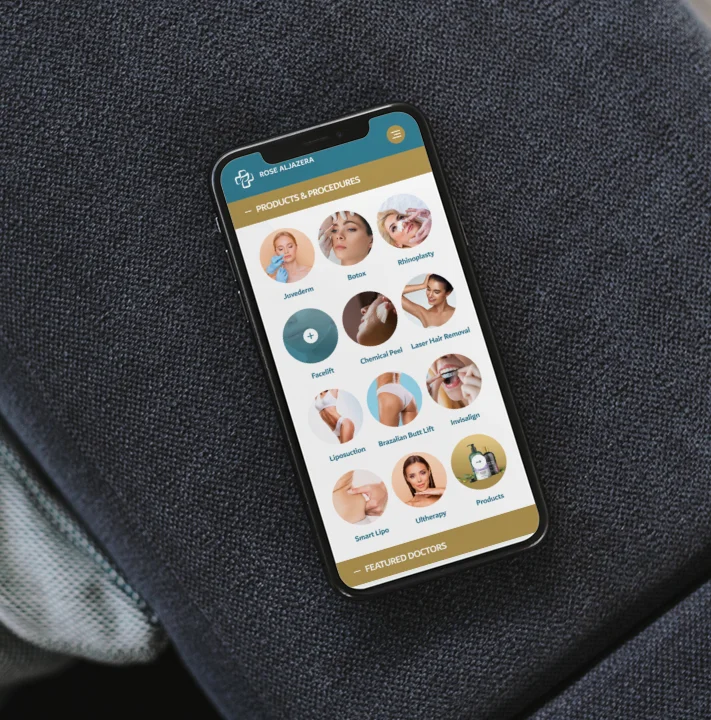 ROSE ALJAZERA
– PRODUCTS & PROCEDURES
Jovederm
Botox
Rhinoplasty
Facelift
Chemical Peel
Laser Hair Removal
Liposuction
Brazalian Butt Lift
Invisalign
Smart Lipo
Ultherapy
Products
– FEATURED DOCTORS